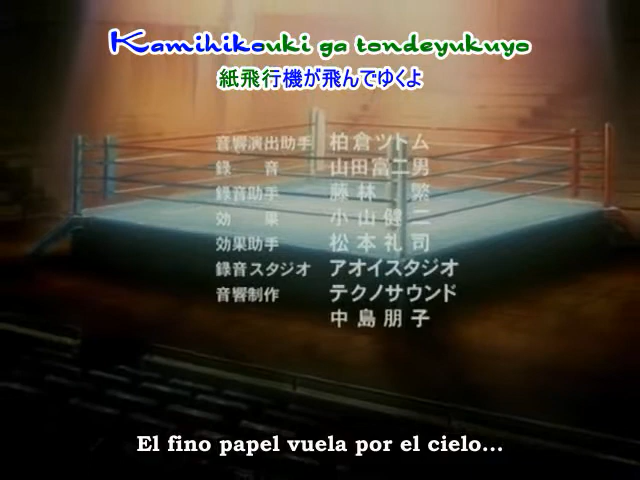 Kamihikouki ga tondeyukuyo
紙飛行機が飛んでゆくよ
音響演出助手 柏倉ツトム
録 音 山田富二男
録音助手 藤林 繁
効 果 小山健二
効果助手 松本礼司
録音スタジオ アオイスタジオ
音響制作 テクノサウンド
中島朋子
El fino papel vuela por el cielo...